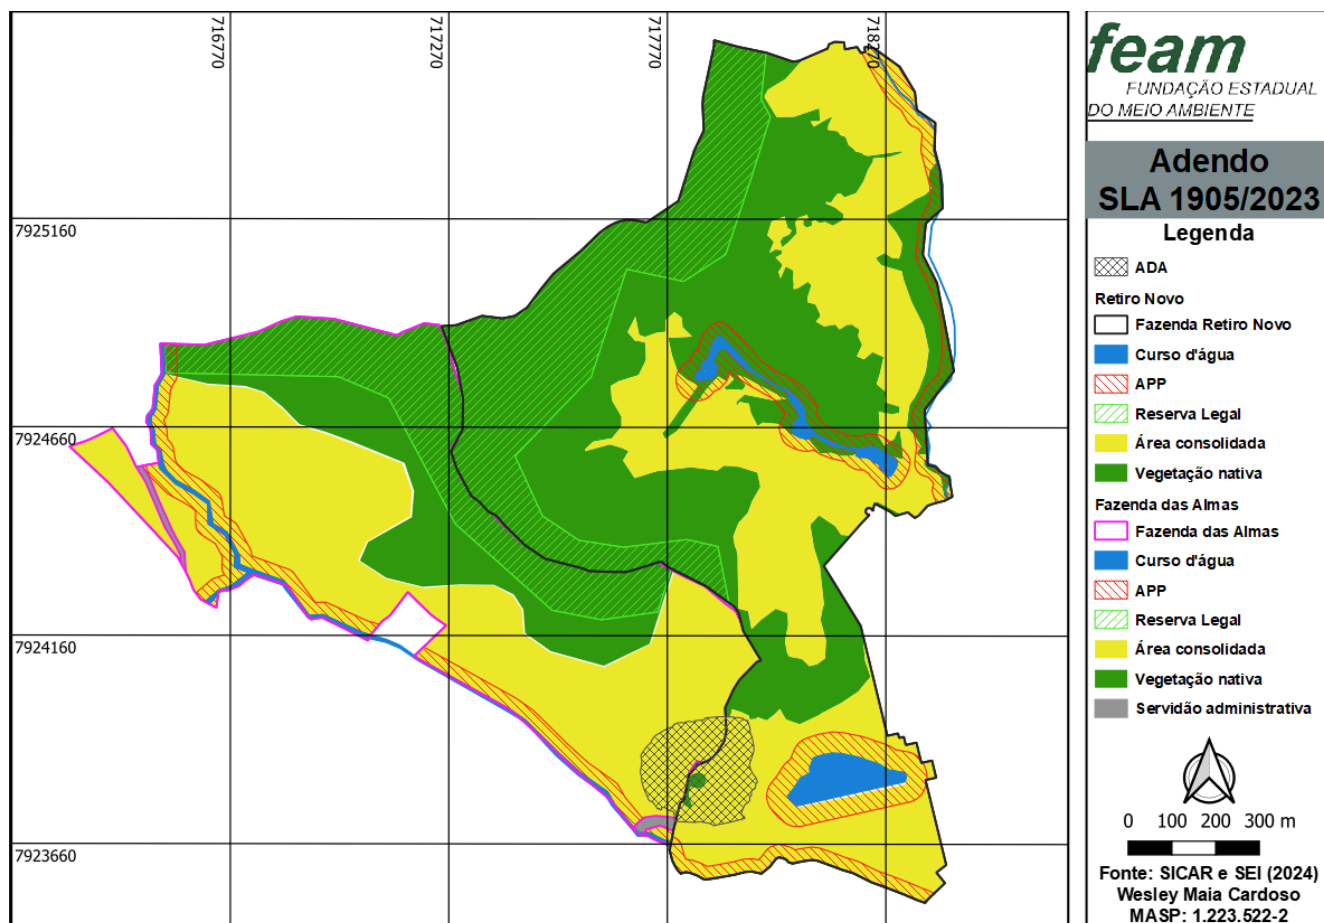 716770
717270
717770
718270
7925160
7924660
7924160
7923660
feam
FUNDAÇÃO ESTADUAL
DO MEIO AMBIENTE
Adendo
SLA 1905/2023
Legenda
ADA
Retiro Novo
Fazenda Retiro Novo
Curso d'água
APP
Reserva Legal
Área consolidada
Vegetação nativa
Fazenda das Almas
Fazenda das Almas
Curso d'água
APP
Reserva Legal
Área consolidada
Vegetação nativa
Servidão administrativa
0 100 200 300 m
Fonte: SICAR e SEI (2024)
Wesley Maia Cardoso
MASP: 1.223.522-2